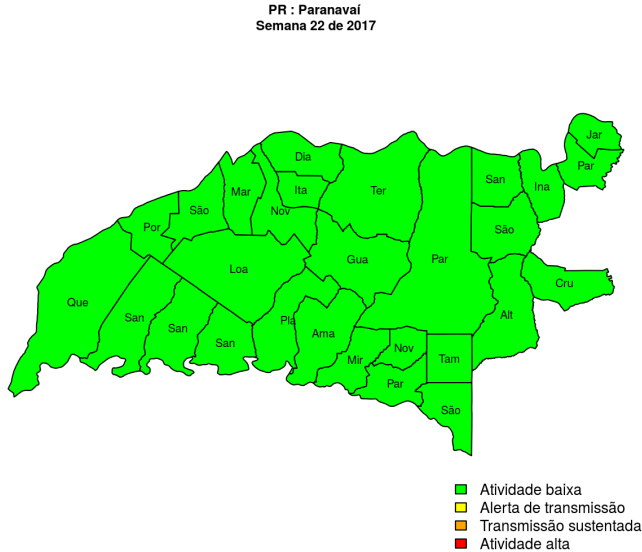 PR : Paranavaí
Semana 22 de 2017
Jar
Par
Dia
San
Ina
Mar
Ita
Ter
São
Nov
Por
São
Loa
Gua
Par
Cru
Que
San
San
San
Pla
Ama
Alt
Mir
Nov
Tam
Par
São
Atividade baixa
Alerta de transmissão
Transmissão sustentada
Atividade alta